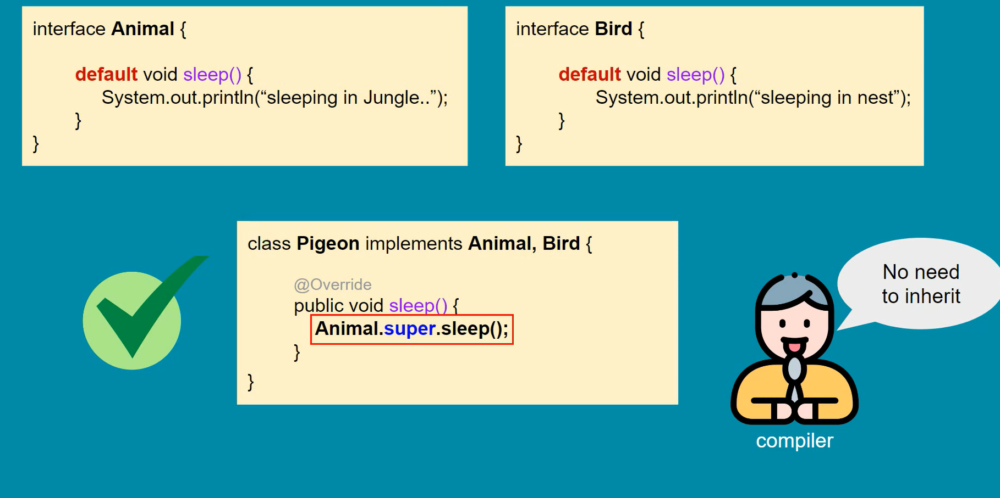 interface Animal {
default void sleep() {
System.out.println(“sleeping in Jungle..”);
}
}
interface Bird {
default void sleep() {
System.out.println(“sleeping in nest”);
}
}
class Pigeon implements Animal, Bird {
@Override
public void sleep() {
Animal.super.sleep();
}
}
No need
to inherit
compiler